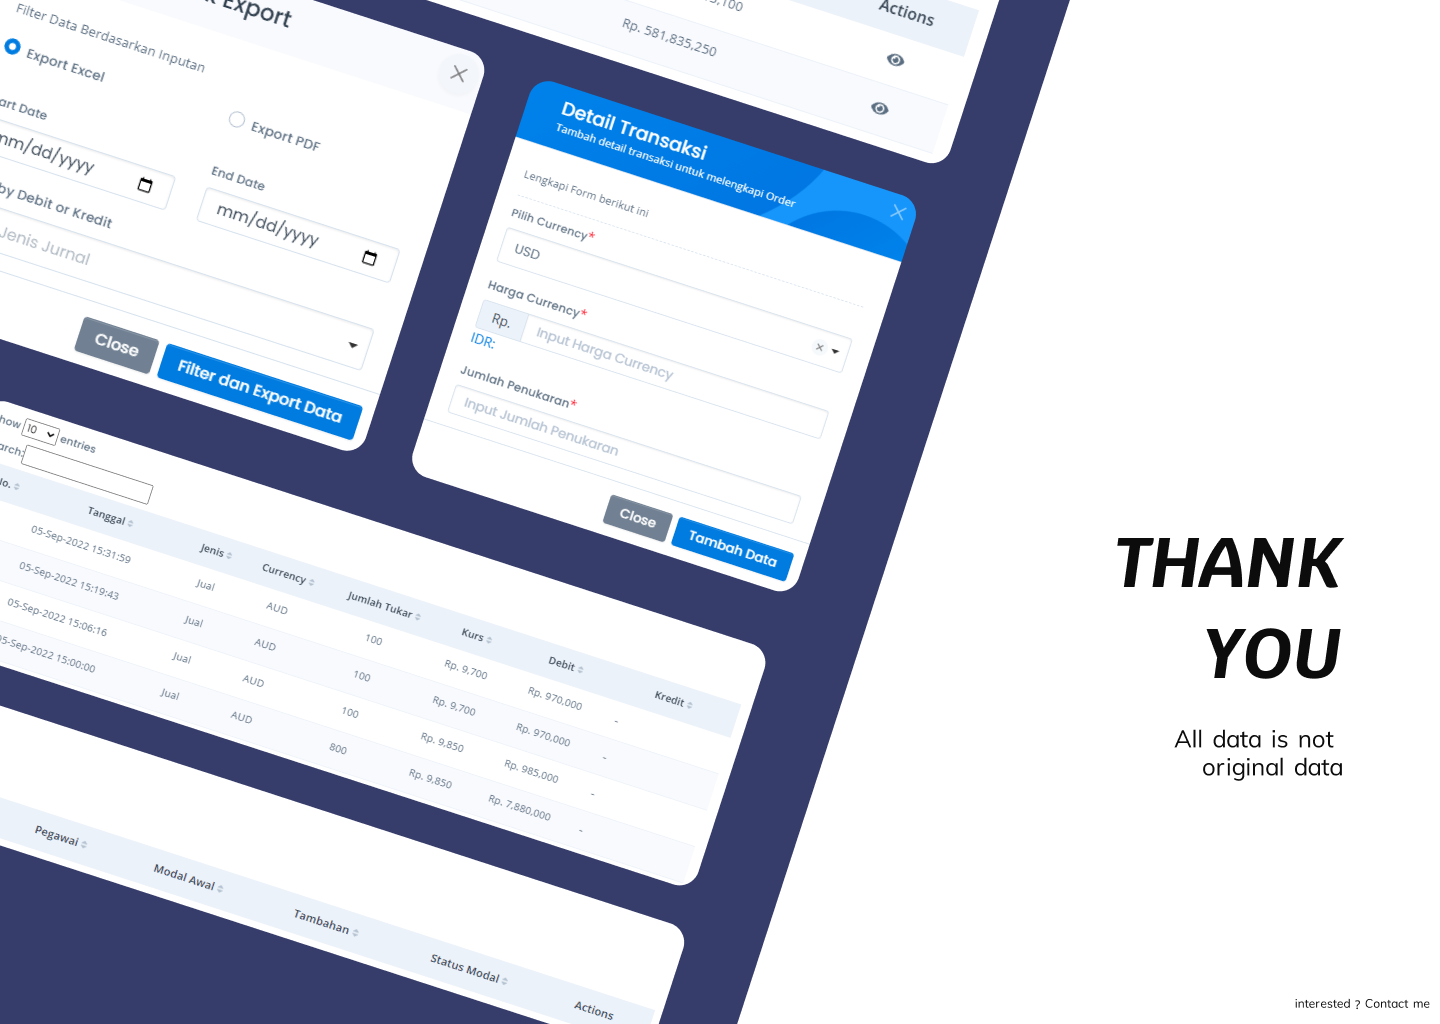 Export
Filter Data Berdasarkan Inputan
Export Excel
Export PDF
art Date
mm/dd/yyyy
End Date
mm/dd/yyyy
by Debit or Kredit
Jenis Jurnal
Close
Filter dan Export Data
Actions
Rp. 581,835,250
Detail Transaksi
Tambah detail transaksi untuk melengkapi Order
Lengkapi Form berikut ini
Pilih Currency*
USD
Harga Currency*
Rp. Input Harga Currency
IDR:
Jumlah Penukaran*
Input Jumlah Penukaran
Close
Tambah Data
how 10 entries
arch:
No. Tanggal Jenis Currency Jumlah Tukar Kurs Debit Kredit
05-Sep-2022 15:31:59 Jual AUD 100 Rp. 9,700 Rp. 970,000 -
05-Sep-2022 15:19:43 Jual AUD 100 Rp. 9,700 Rp. 970,000 -
05-Sep-2022 15:06:16 Jual AUD 100 Rp. 9,850 Rp. 985,000 -
05-Sep-2022 15:00:00 Jual AUD 800 Rp. 9,850 Rp. 7,880,000 -
Pegawai Modal Awal Tambahan Status Modal Actions
THANK
YOU
All data is not
original data
interested ? Contact me